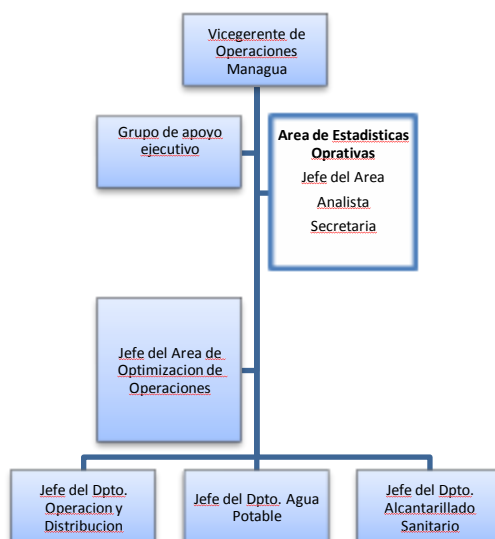 Vicegerente de
Operaciones
Managua
Grupo de apoyo
ejecutivo
Area de Estadisticas
Oprativas
Jefe del Area
Analista
Secretaria
Jefe del Area de
Optimizacion de
Operaciones
Jefe del Dpto.
Operacion y
Distribucion
Jefe del Dpto. Agua
Potable
Jefe del Dpto.
Alcantarillado
Sanitario